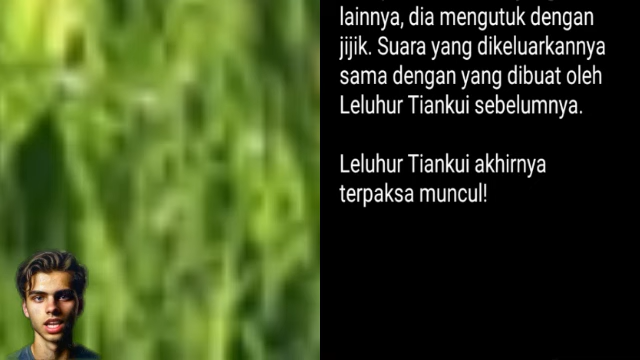 lainnya, dia mengutuk dengan
jijik. Suara yang dikeluarkannya
sama dengan yang dibuat oleh
Leluhur Tiankui sebelumnya.
Leluhur Tiankui akhirnya
terpaksa muncul!